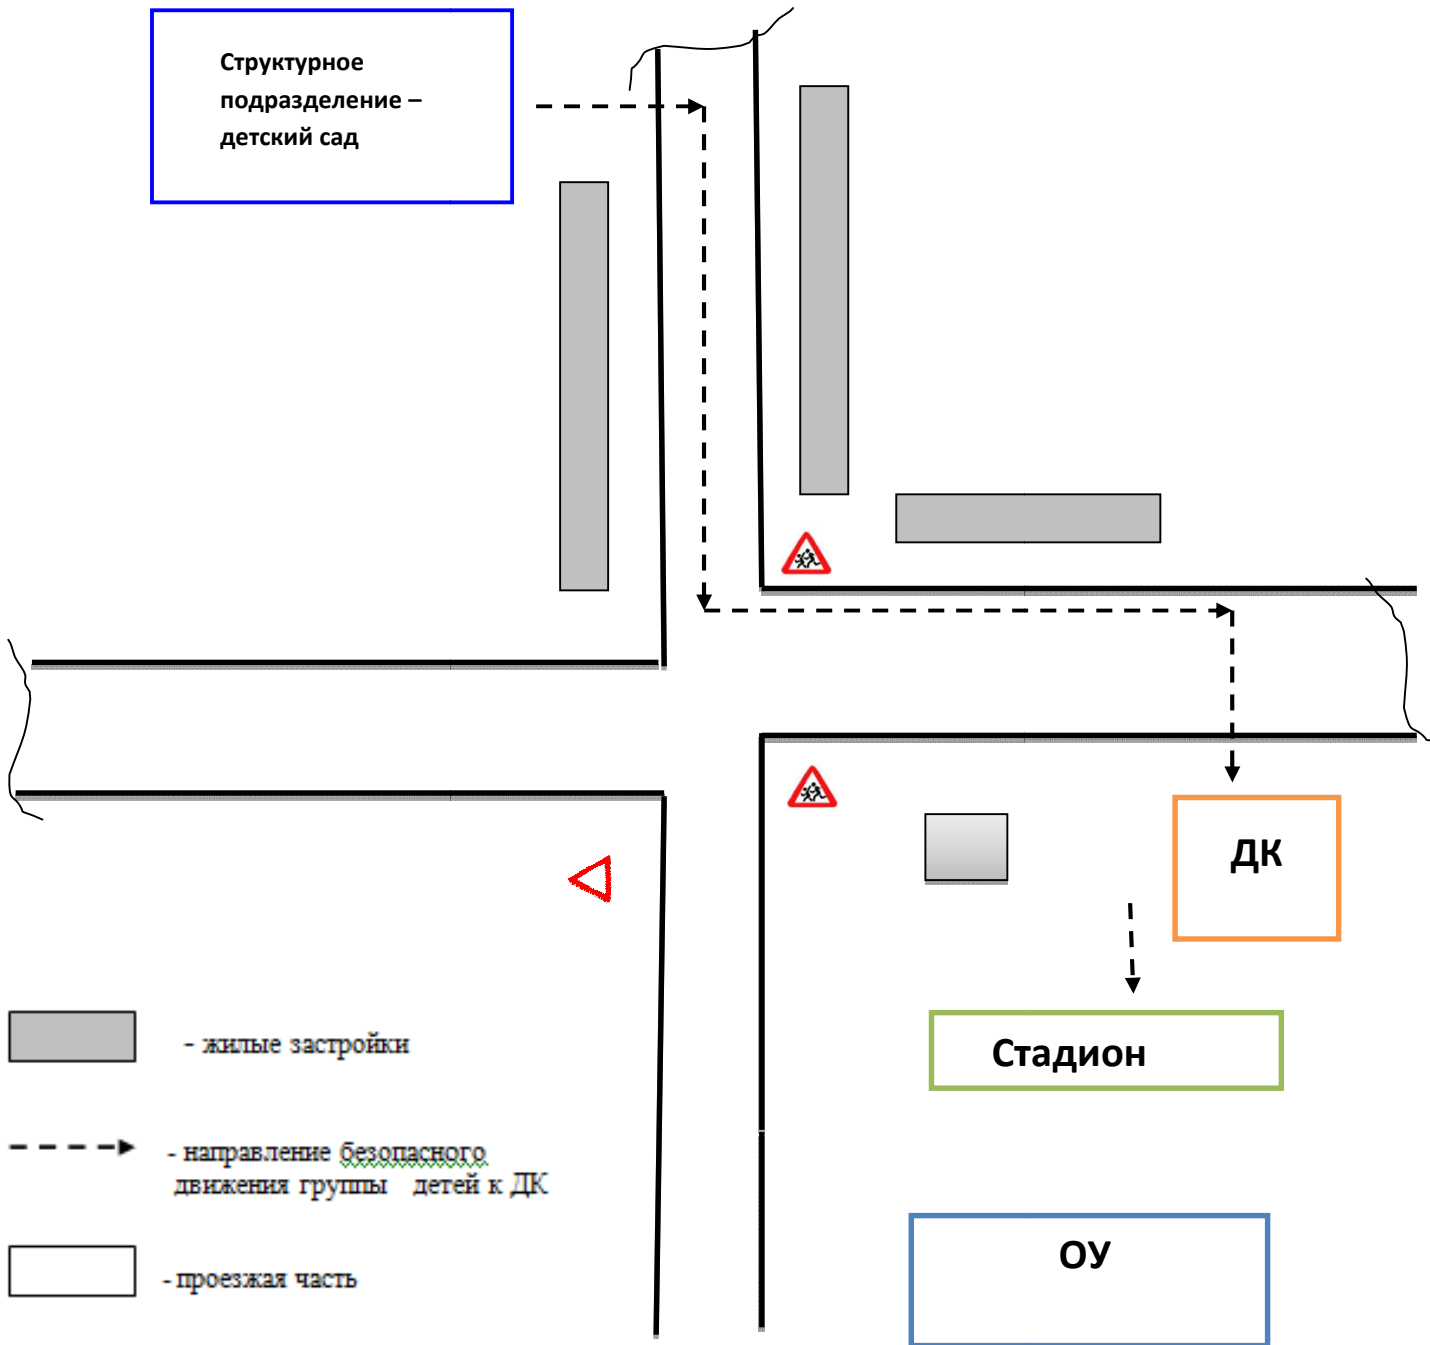 Структурное
подразделение –
детский сад
ДК
Стадион
ОУ
- жилые застройки
- направление безопасного
движения группы детей к ДК
- проезжая часть